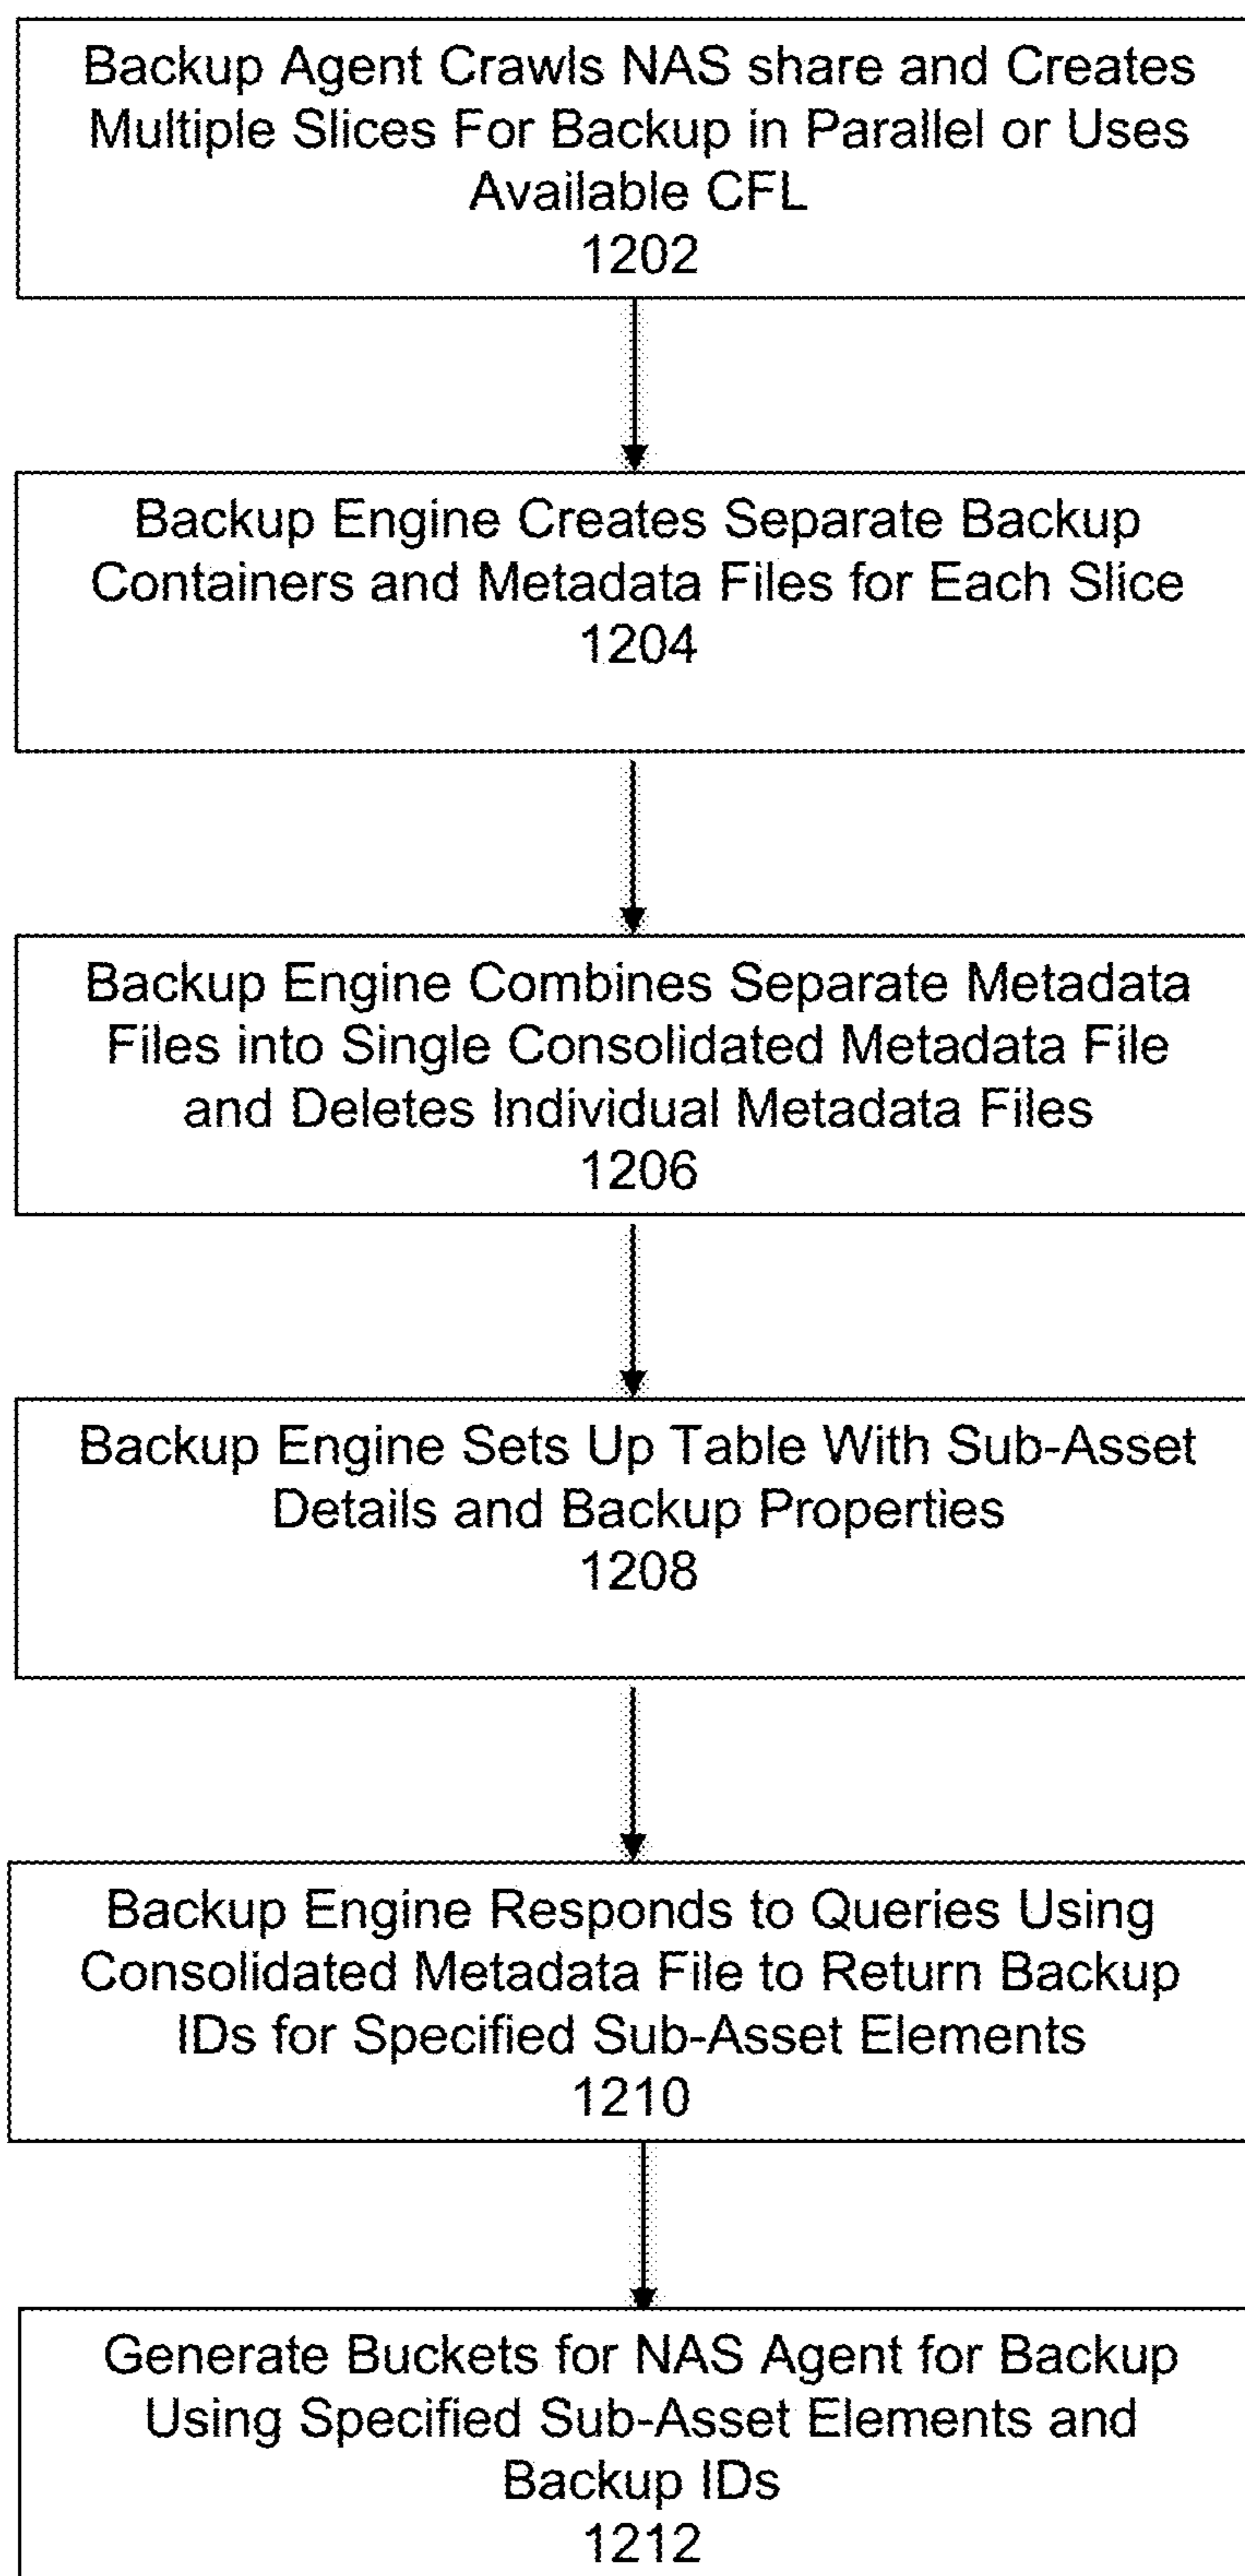 Backup Agent Crawls NAS share and Creates
Multiple Slices For Backup in Parallel or Uses
Available CFL
1202
Backup Engine Creates Separate Backup
Containers and Metadata Files for Each Slice
1204
Backup Engine Combines Separate Metadata
Files into Single Consolidated Metadata File
and Deletes Individual Metadata Files
1206
Backup Engine Sets Up Table With Sub-Asset
Details and Backup Properties
1208
Backup Engine Responds to Queries Using
Consolidated Metadata File to Return Backup
IDs for Specified Sub-Asset Elements
1210
Generate Buckets for NAS Agent for Backup
Using Specified Sub-Asset Elements and
Backup IDs
1212